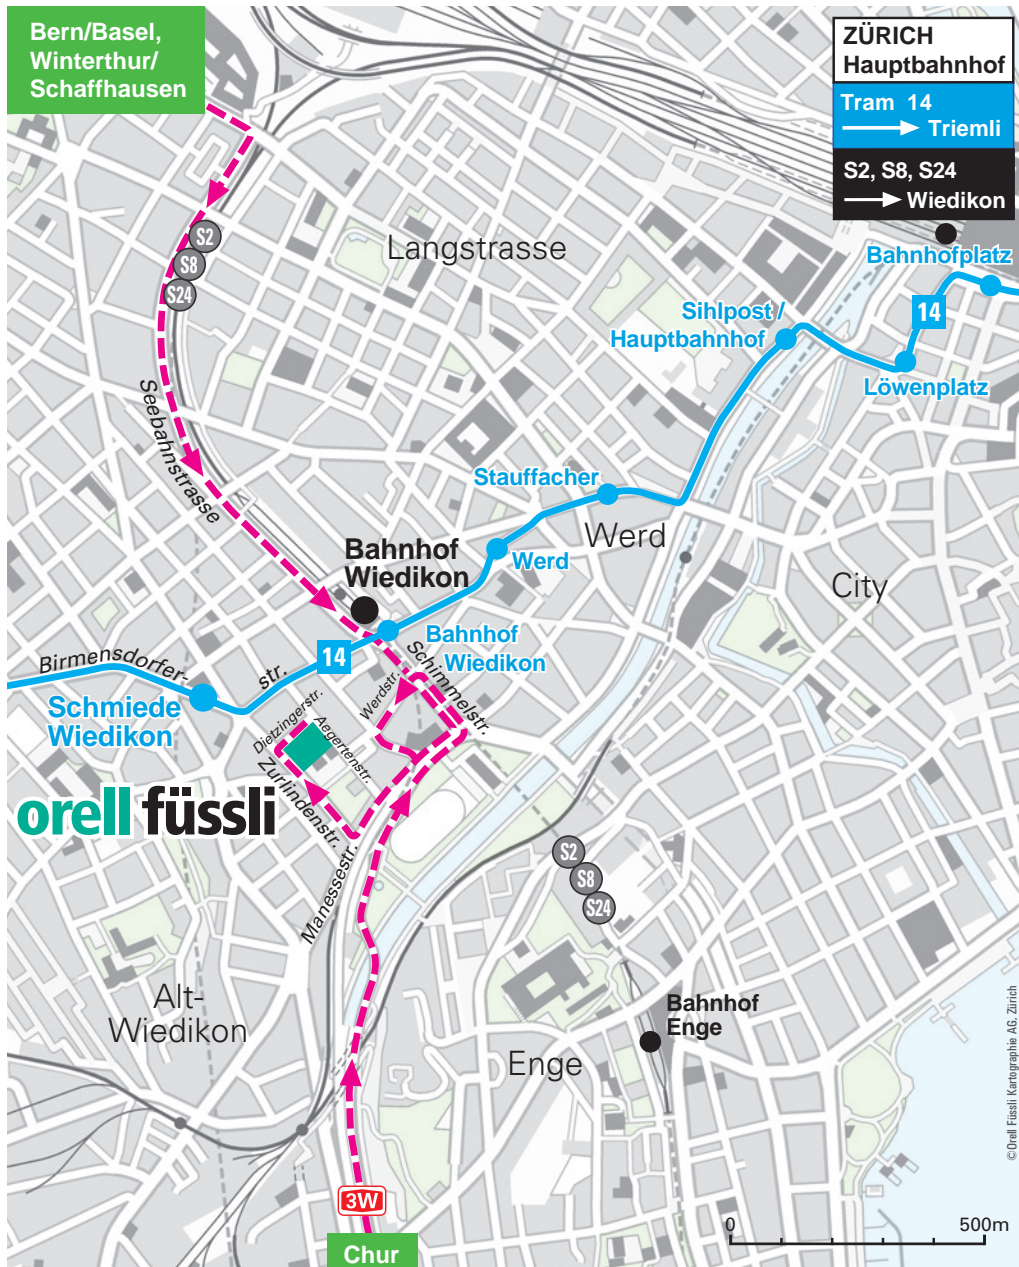 Bern/Basel,
Winterthur/
Schaffhausen
ZÜRICH
Hauptbahnhof
Tram 14
Triemli
S2, S8, S24
Wiedikon
S2
S8
S24
Langstrasse
Bahnhofplatz
14
Sihlpost /
Hauptbahnhof
Löwenplatz
Seebahnstrasse
Stauffacher
Werd
Werd
City
Bahnhof
Wiedikon
Bahnhof
Wiedikon
14
Birmensdorfer-
str.
Schmiede
Wiedikon
Schimmelstr.
Werdstr.
Dietzingerstr.
Aegertenstr.
Zurlindenstr.
orell füssli
Manessestr.
S2
S8
S24
Alt-
Wiedikon
Bahnhof
Enge
Enge
3W
Chur
0 500m
©Orell Füssli Kartographie AG, Zürich